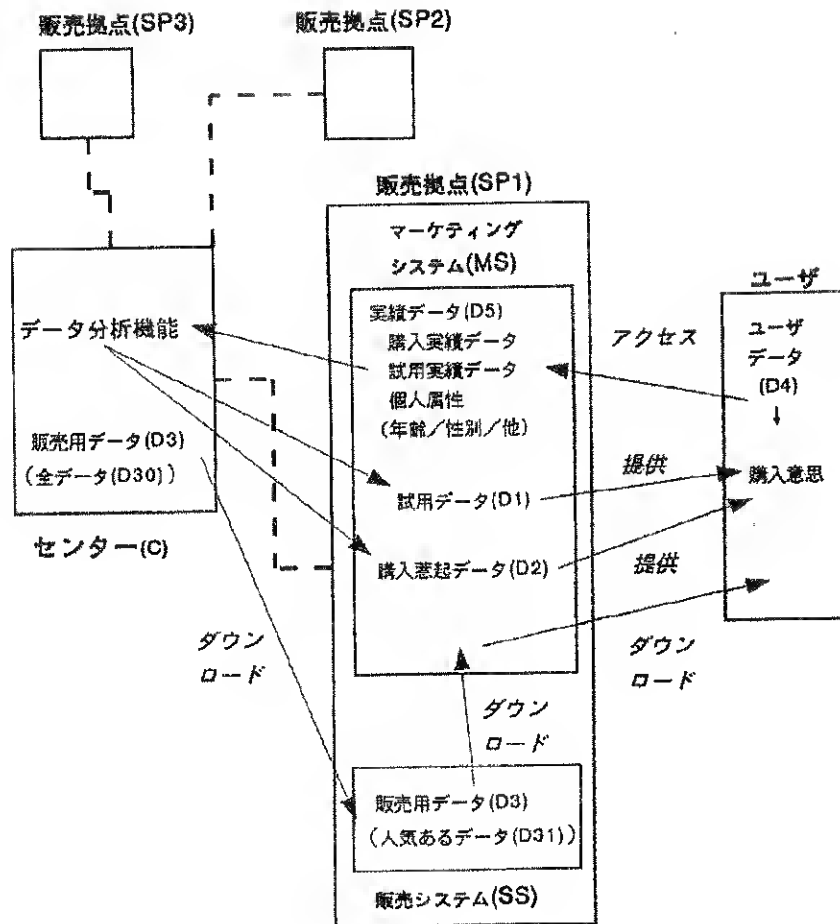 販売拠点(SP3)
販売拠点(SP2)
販売拠点(SP1)
マーケティング
システム(MS)
実績データ(D5)
購入実績データ
試用実績データ
個人属性
(年齢／性別／他)
試用データ(D1)
購入惹起データ(D2)
データ分析機能
販売用データ(D3)
(全データ(D30))
センター(C)
アクセス
提供
提供
ユーザ
ユーザ
データ
(D4)
↓
購入意思
ダウン
ロード
ダウン
ロード
ダウン
ロード
販売用データ(D3)
(人気あるデータ(D31))
販売システム(SS)